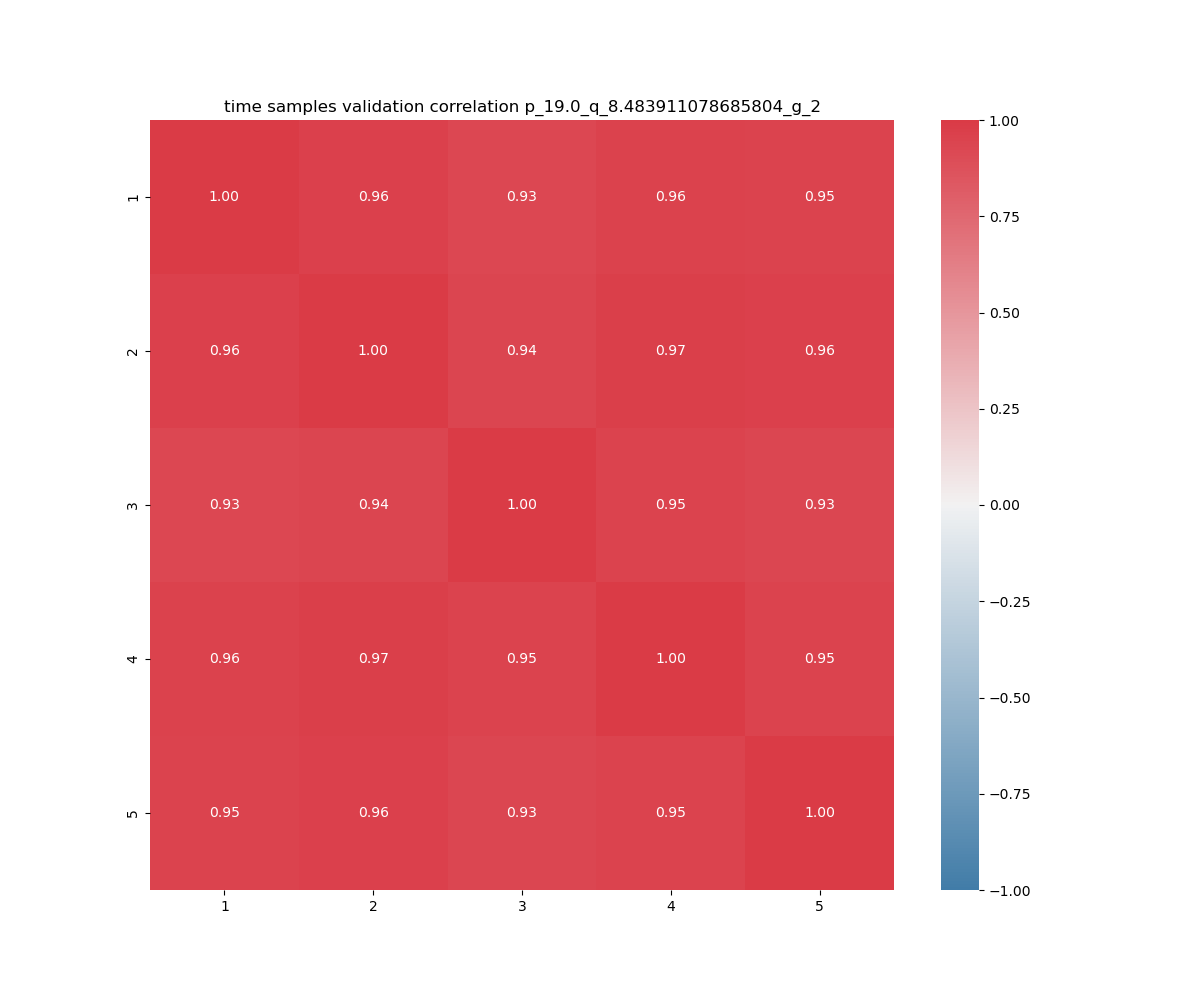 time samples validation correlation p_19.0_q_8.483911078685804_g_2
1 1.00 0.96 0.93 0.96 0.95
2 0.96 1.00 0.94 0.97 0.96
3 0.93 0.94 1.00 0.95 0.93
4 0.96 0.97 0.95 1.00 0.95
5 0.95 0.96 0.93 0.95 1.00
1 2 3 4 5
1.00
0.75
0.50
0.25
0.00
−0.25
−0.50
−0.75
−1.00